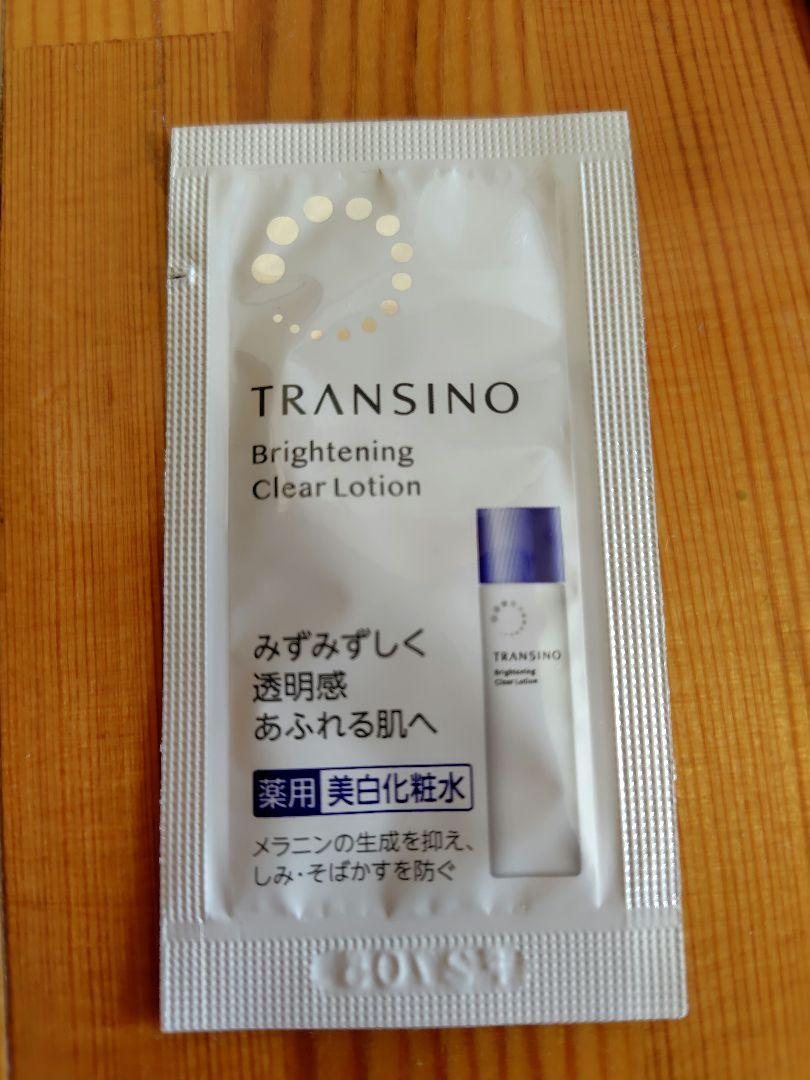 TRANSINO
Brightening
Clear Lotion
みずみずしく
透明感
あふれる肌へ
薬用 美白化粧水
メラニンの生成を抑え、
しみ・そばかすを防ぐ
TRANSINO
Brightening
Clear Lotion